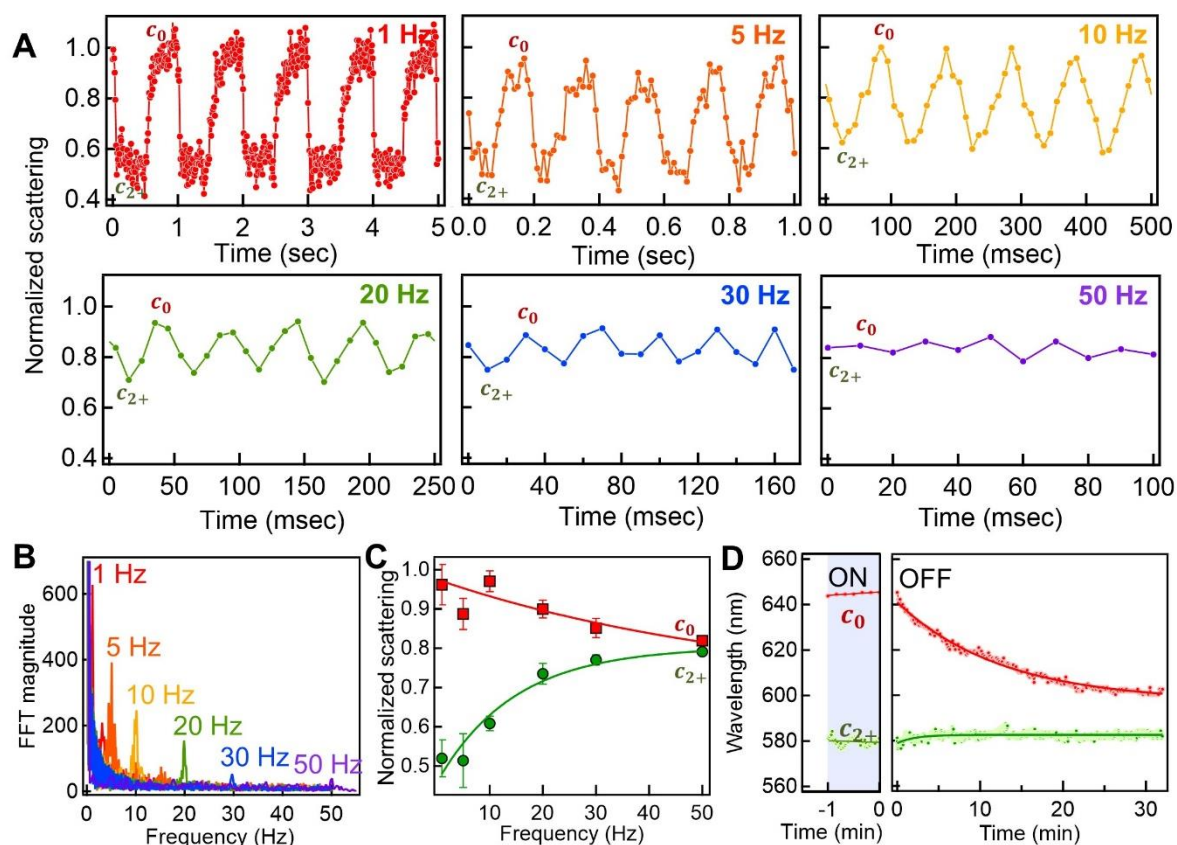 A
1 Hz
5 Hz
10 Hz
c0
c0
c0
c2+
c2+
c2+
1.0
0.8
0.6
0.4
0 1 2 3 4 5
0.0 0.2 0.4 0.6 0.8 1.0
0 100 200 300 400 500
Time (sec)
Time (sec)
Time (msec)
Normalized scattering
20 Hz
30 Hz
50 Hz
c0
c0
c0
c2+
c2+
c2+
1.0
0.8
0.6
0.4
0 50 100 150 200 250
0 40 80 120 160
0 20 40 60 80 100
Time (msec)
Time (msec)
Time (msec)
B
1 Hz
5 Hz
10 Hz
20 Hz
30 Hz
50 Hz
600
400
200
0
FFT magnitude
0 10 20 30 40 50
Frequency (Hz)
C
1.0
0.9
0.8
0.7
0.6
0.5
Normalized scattering
c0
c2+
10 20 30 40 50
Frequency (Hz)
D
660
640
620
600
580
560
Wavelength (nm)
ON
OFF
c0
c2+
-1 0
0 10 20 30
Time (min)
Time (min)